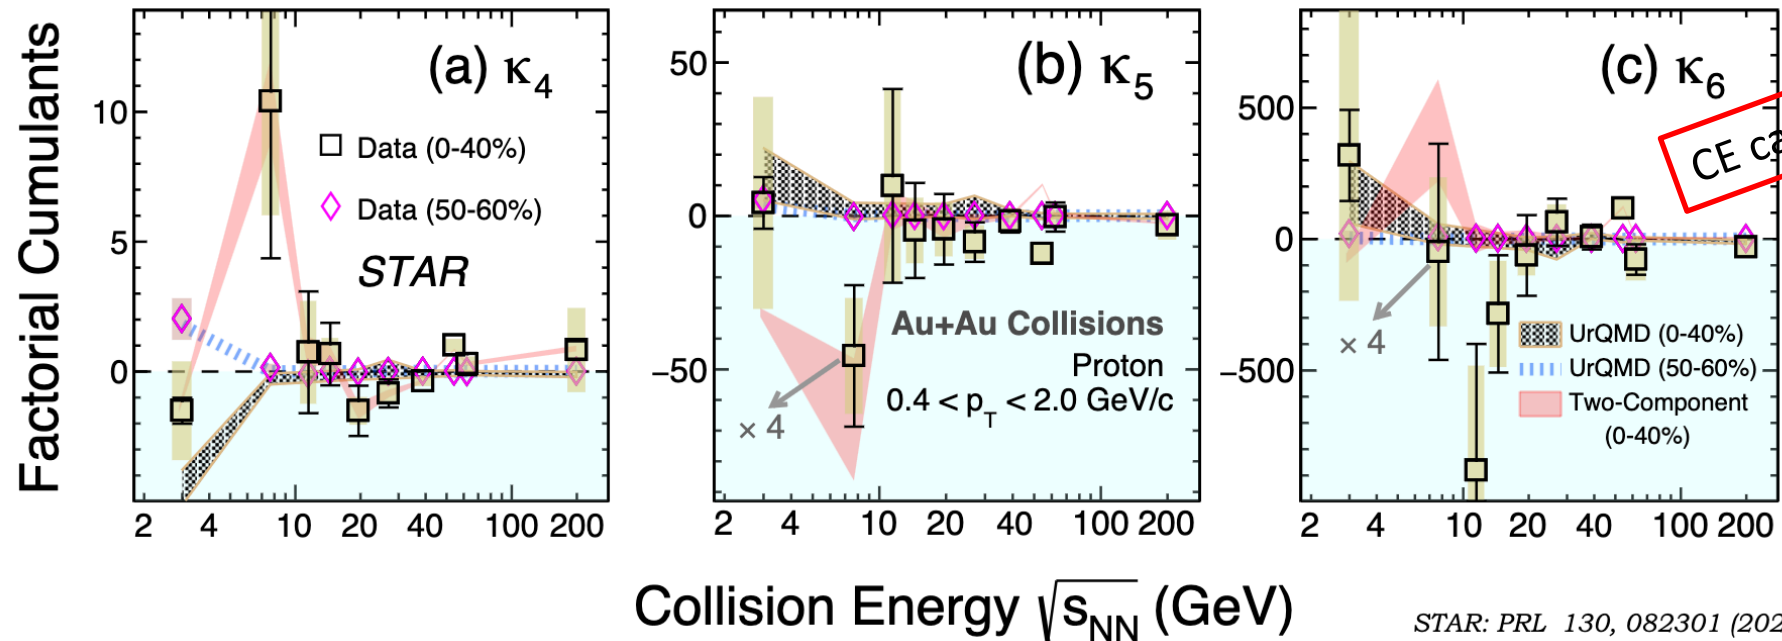 Factorial Cumulants
(a) κ4
10
5
0
Data (0-40%)
Data (50-60%)
STAR
2 4 10 20 40 100 200
(b) κ5
50
0
−50
Au+Au Collisions
Proton
0.4 < pT < 2.0 GeV/c
× 4
2 4 10 20 40 100 200
(c) κ6
500
0
−500
CE ca
× 4
UrQMD (0-40%)
UrQMD (50-60%)
Two-Component
(0-40%)
2 4 10 20 40 100 200
Collision Energy √sNN (GeV)
STAR: PRL 130, 082301 (202